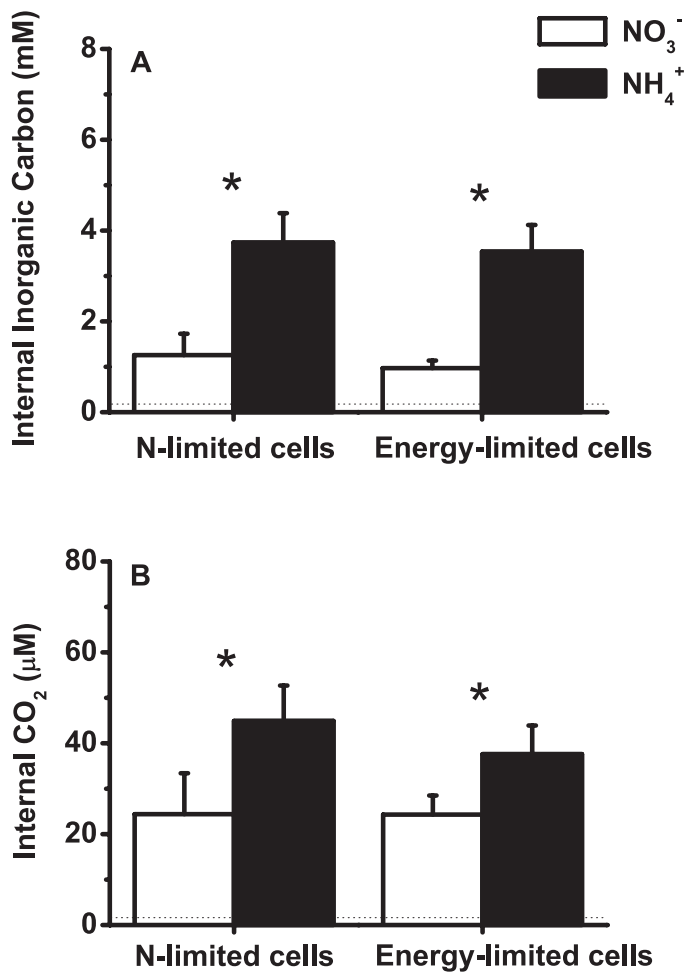 NO₃⁻
NH₄⁺
A
Internal Inorganic Carbon (mM)
8
6
4
2
0
* *
N-limited cells Energy-limited cells
B
Internal CO₂ (μM)
80
60
40
20
0
* *
N-limited cells Energy-limited cells